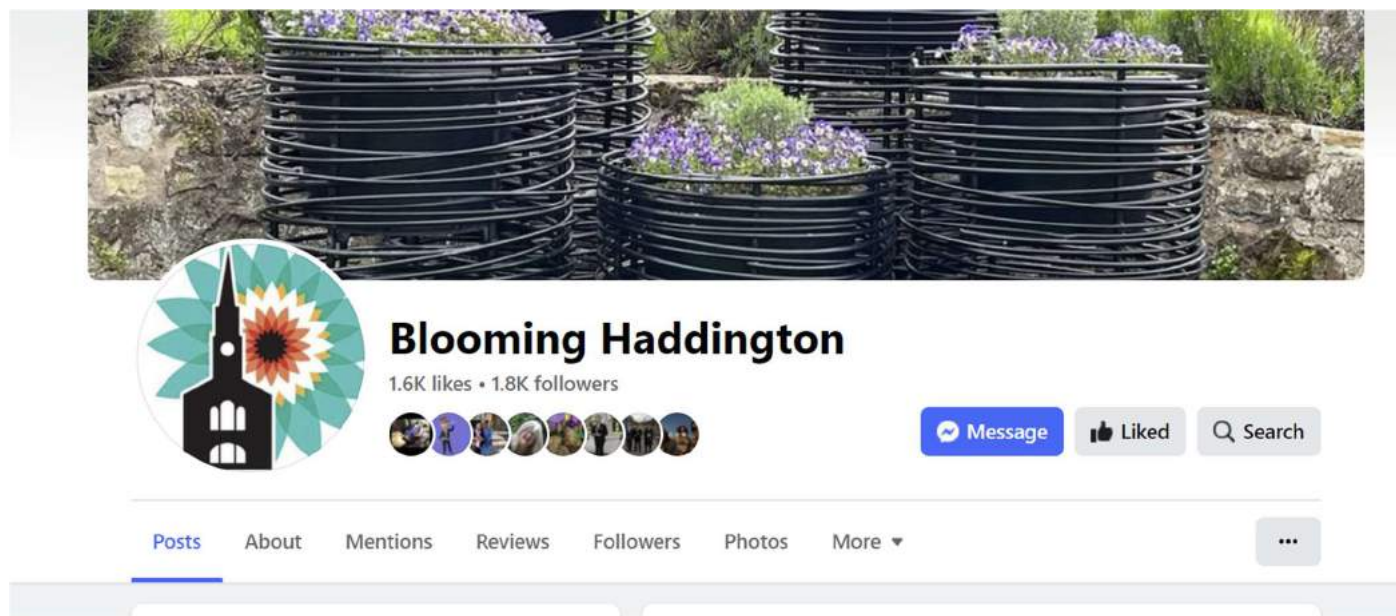 Blooming Haddington
1.6K likes • 1.8K followers
Message Liked Search
Posts About Mentions Reviews Followers Photos More